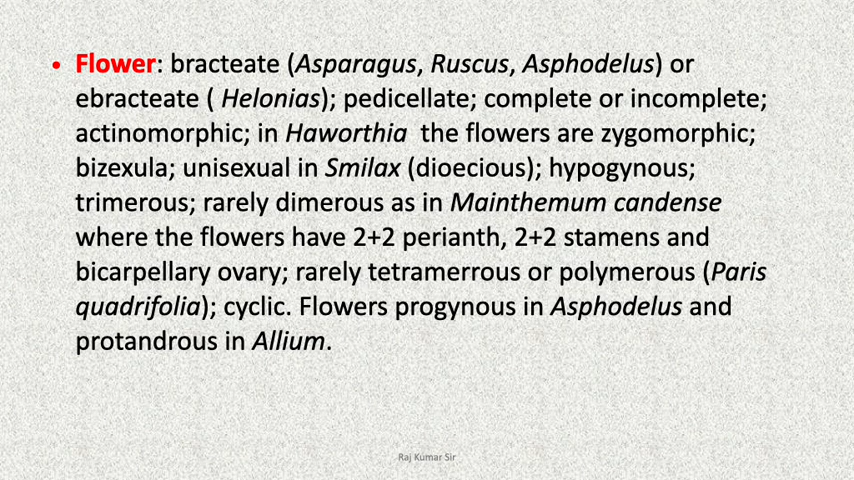 • Flower: bracteate (Asparagus, Ruscus, Asphodelus) or
ebracteate ( Helonias); pedicellate; complete or incomplete;
actinomorphic; in Haworthia the flowers are zygomorphic;
bizexula; unisexual in Smilax (dioecious); hypogynous;
trimerous; rarely dimerous as in Mainthemum candense
where the flowers have 2+2 perianth, 2+2 stamens and
bicarpellary ovary; rarely tetramerrous or polymerous (Paris
quadrifolia); cyclic. Flowers progynous in Asphodelus and
protandrous in Allium.
Raj Kumar Sir